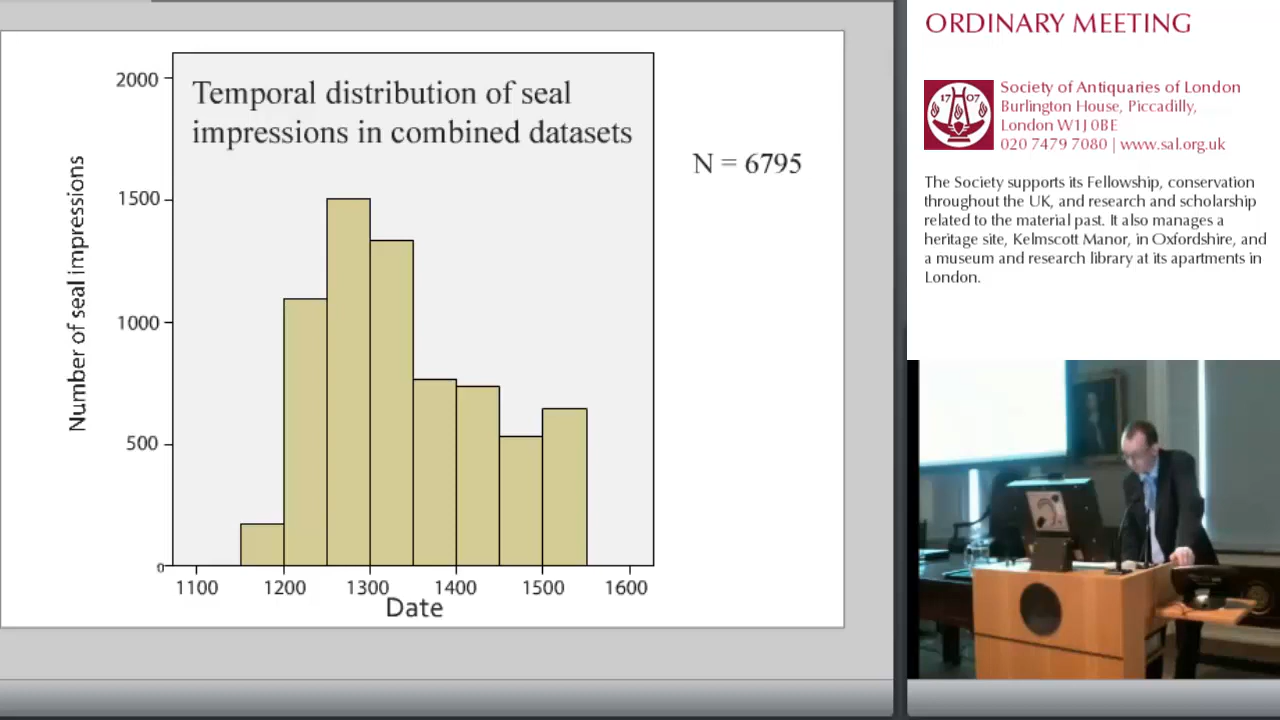 Temporal distribution of seal
impressions in combined datasets
N = 6795
Number of seal impressions
2000
1500
1000
500
0
1100 1200 1300 1400 1500 1600
Date
ORDINARY MEETING
1707
Society of Antiquaries of London
Burlington House, Piccadilly,
London W1J 0BE
020 7479 7080 | www.sal.org.uk
The Society supports its Fellowship, conservation
throughout the UK, and research and scholarship
related to the material past. It also manages a
heritage site, Kelmscott Manor, in Oxfordshire, and
a museum and research library at its apartments in
London.